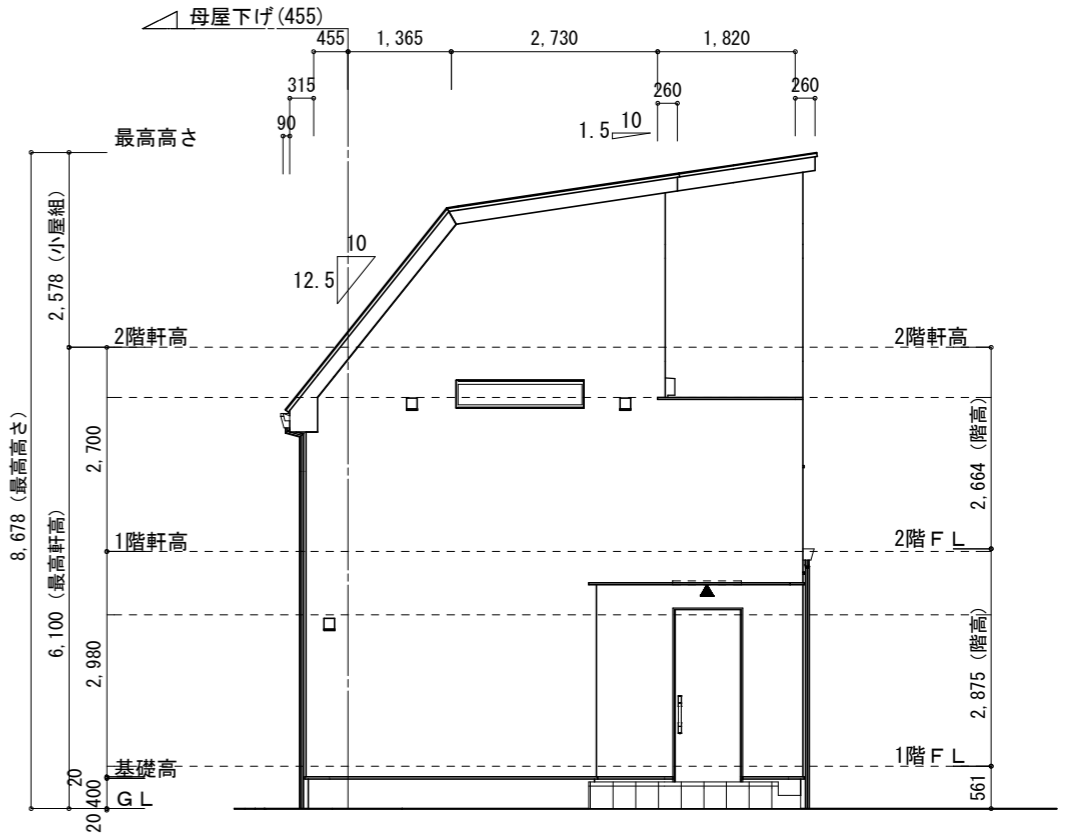 母屋下げ(455)
455 1,365 2,730 1,820
315 260 260
90
1.5 10
最高高さ
10
12.5
2,578 (小屋組)
2階軒高 2階軒高
8,678 (最高高さ)
6,100 (最高軒高)
2,700
2,664 (階高)
1階軒高 2階FL
2,980
2,875 (階高)
基礎高 1階FL
20
400
20
GL
561